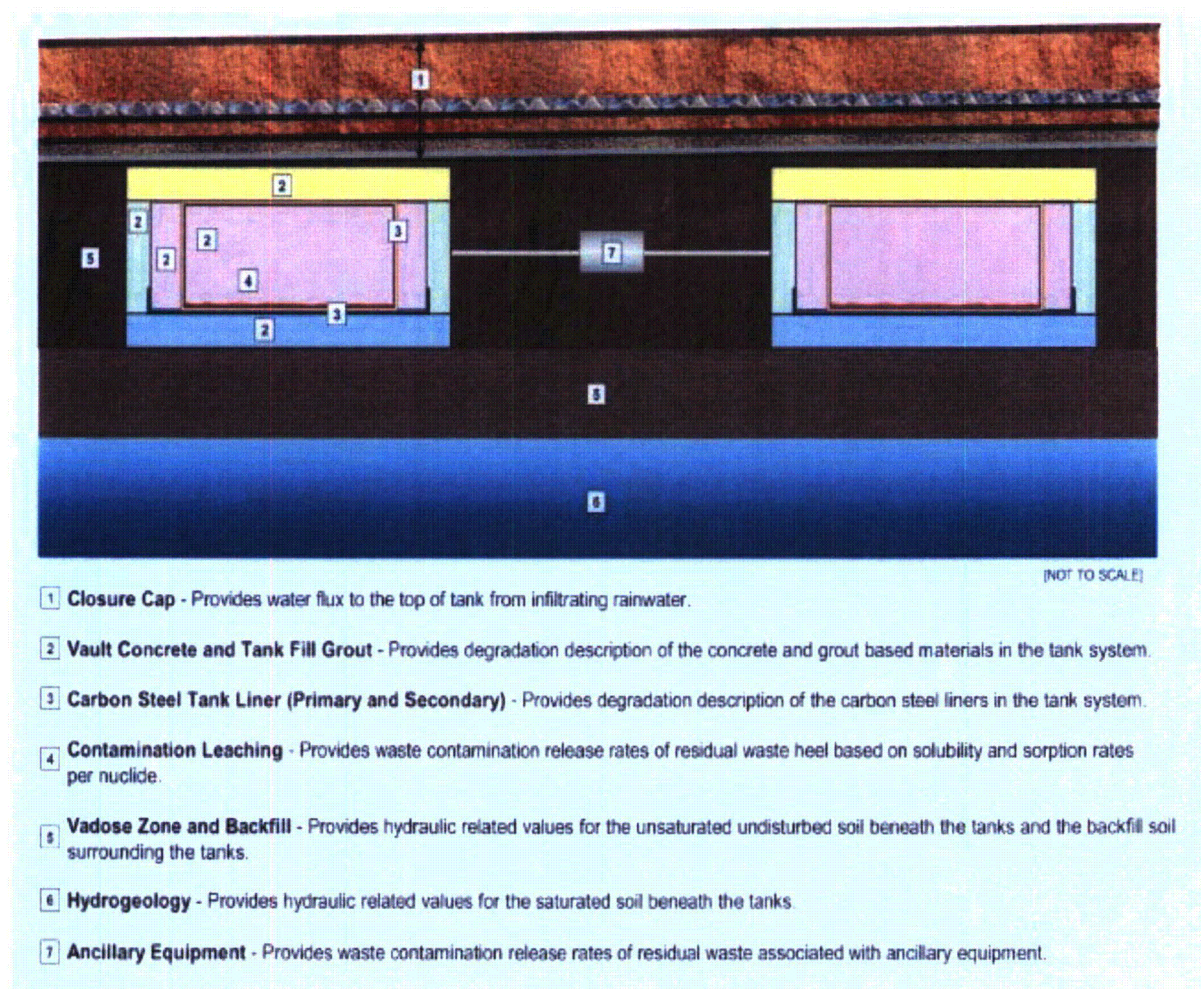 1
2
2
3
2
5
2
7
4
3
2
5
6
[NOT TO SCALE]
1 Closure Cap - Provides water flux to the top of tank from infiltrating rainwater.
2 Vault Concrete and Tank Fill Grout - Provides degradation description of the concrete and grout based materials in the tank system.
3 Carbon Steel Tank Liner (Primary and Secondary) - Provides degradation description of the carbon steel liners in the tank system.
4 Contamination Leaching - Provides waste contamination release rates of residual waste heel based on solubility and sorption rates
per nuclide.
5 Vadose Zone and Backfill - Provides hydraulic related values for the unsaturated undisturbed soil beneath the tanks and the backfill soil
surrounding the tanks.
6 Hydrogeology - Provides hydraulic related values for the saturated soil beneath the tanks.
7 Ancillary Equipment - Provides waste contamination release rates of residual waste associated with ancillary equipment.